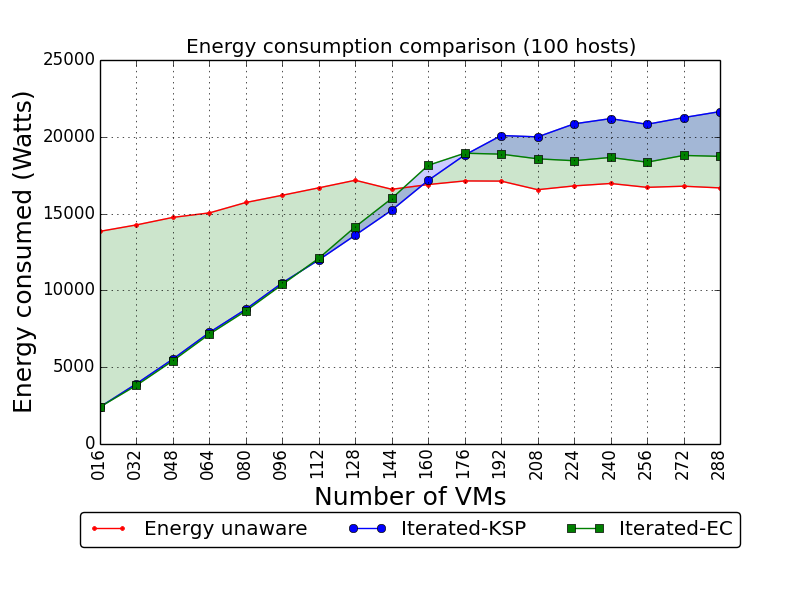 Energy consumption comparison (100 hosts)
25000
20000
15000
10000
5000
0
Energy consumed (Watts)
016 032 048 064 080 096 112 128 144 160 176 192 208 224 240 256 272 288
Number of VMs
Energy unaware Iterated-KSP Iterated-EC